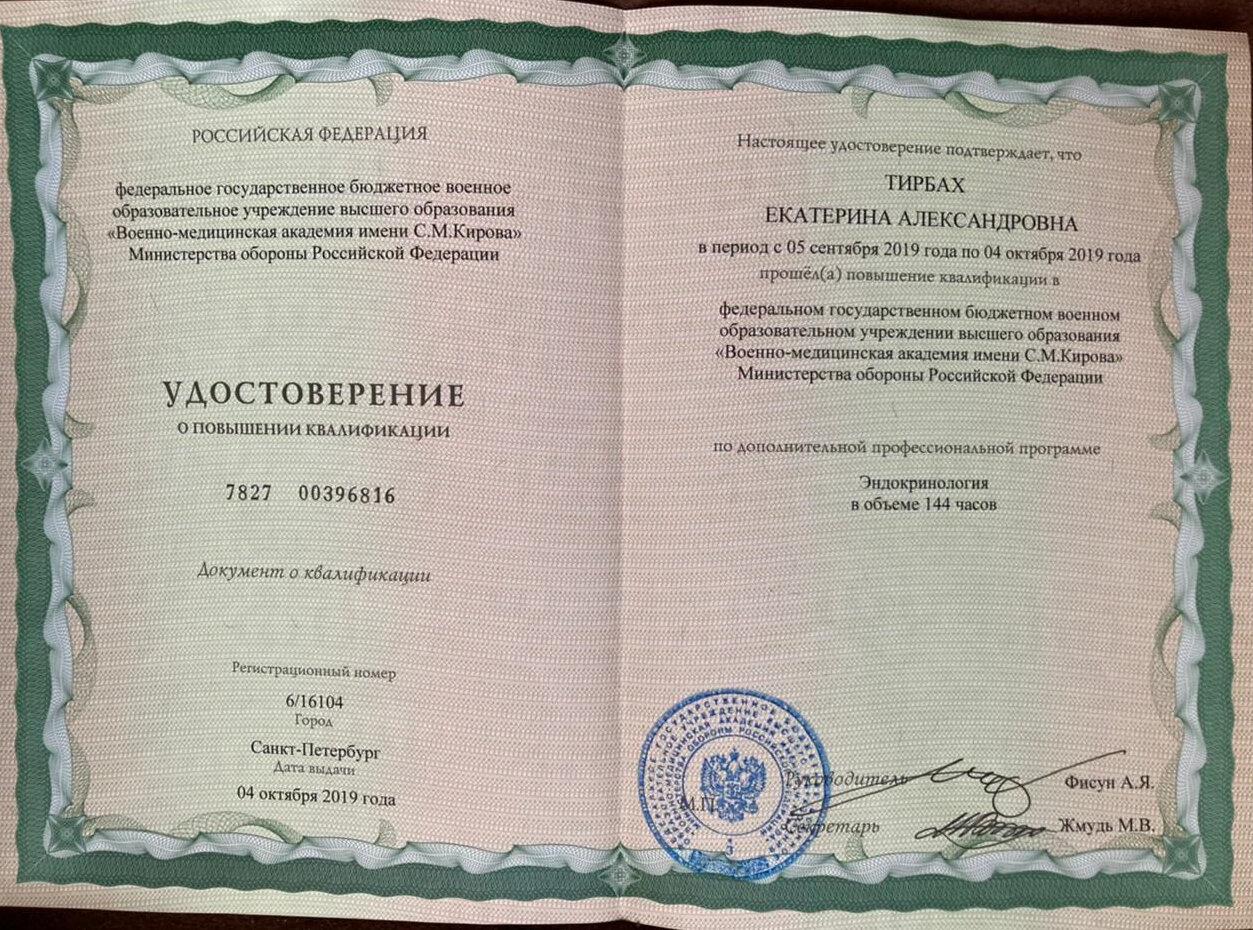 РОССИЙСКАЯ ФЕДЕРАЦИЯ
федеральное государственное бюджетное военное
образовательное учреждение высшего образования
«Военно-медицинская академия имени С.М.Кирова»
Министерства обороны Российской Федерации
УДОСТОВЕРЕНИЕ
О ПОВЫШЕНИИ КВАЛИФИКАЦИИ
7827 00396816
Документ о квалификации
Регистрационный номер
6/16104
Город
Санкт-Петербург
Дата выдачи
04 октября 2019 года
Настоящее удостоверение подтверждает, что
ТИРБАХ
ЕКАТЕРИНА АЛЕКСАНДРОВНА
в период с 05 сентября 2019 года по 04 октября 2019 года
прошёл(а) повышение квалификации в
федеральном государственном бюджетном военном
образовательном учреждении высшего образования
«Военно-медицинская академия имени С.М.Кирова»
Министерства обороны Российской Федерации
по дополнительной профессиональной программе
Эндокринология
в объеме 144 часов
М.П.
Руководитель
Фисун А.Я.
Секретарь
Жмудь М.В.